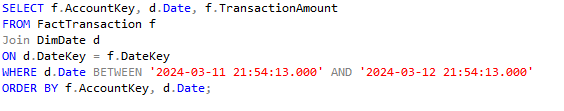 SELECT f.AccountKey, d.Date, f.TransactionAmount
FROM FactTransaction f
Join DimDate d
ON d.DateKey = f.DateKey
WHERE d.Date BETWEEN '2024-03-11 21:54:13.000' AND '2024-03-12 21:54:13.000'
ORDER BY f.AccountKey, d.Date;